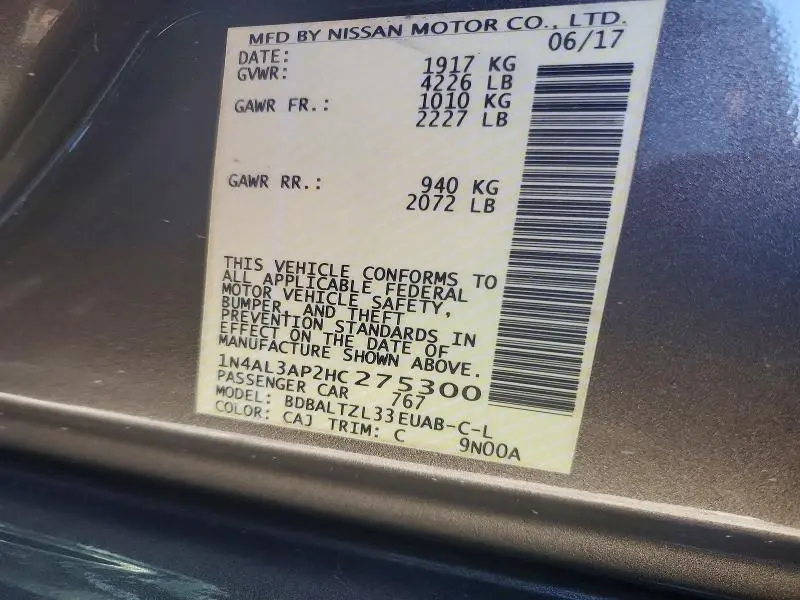 MFD BY NISSAN MOTOR CO., LTD.
DATE: 06/17
GVWR: 1917 KG
4226 LB
GAWR FR.: 1010 KG
2227 LB
GAWR RR.: 940 KG
2072 LB
THIS VEHICLE CONFORMS TO
ALL APPLICABLE FEDERAL
MOTOR VEHICLE SAFETY,
BUMPER, AND THEFT
PREVENTION STANDARDS IN
EFFECT ON THE DATE OF
MANUFACTURE SHOWN ABOVE.
1N4AL3AP2HC275300
PASSENGER CAR 767
MODEL: BDBALTZL33EUAB-C-L
COLOR: CAJ TRIM: C 9N00A